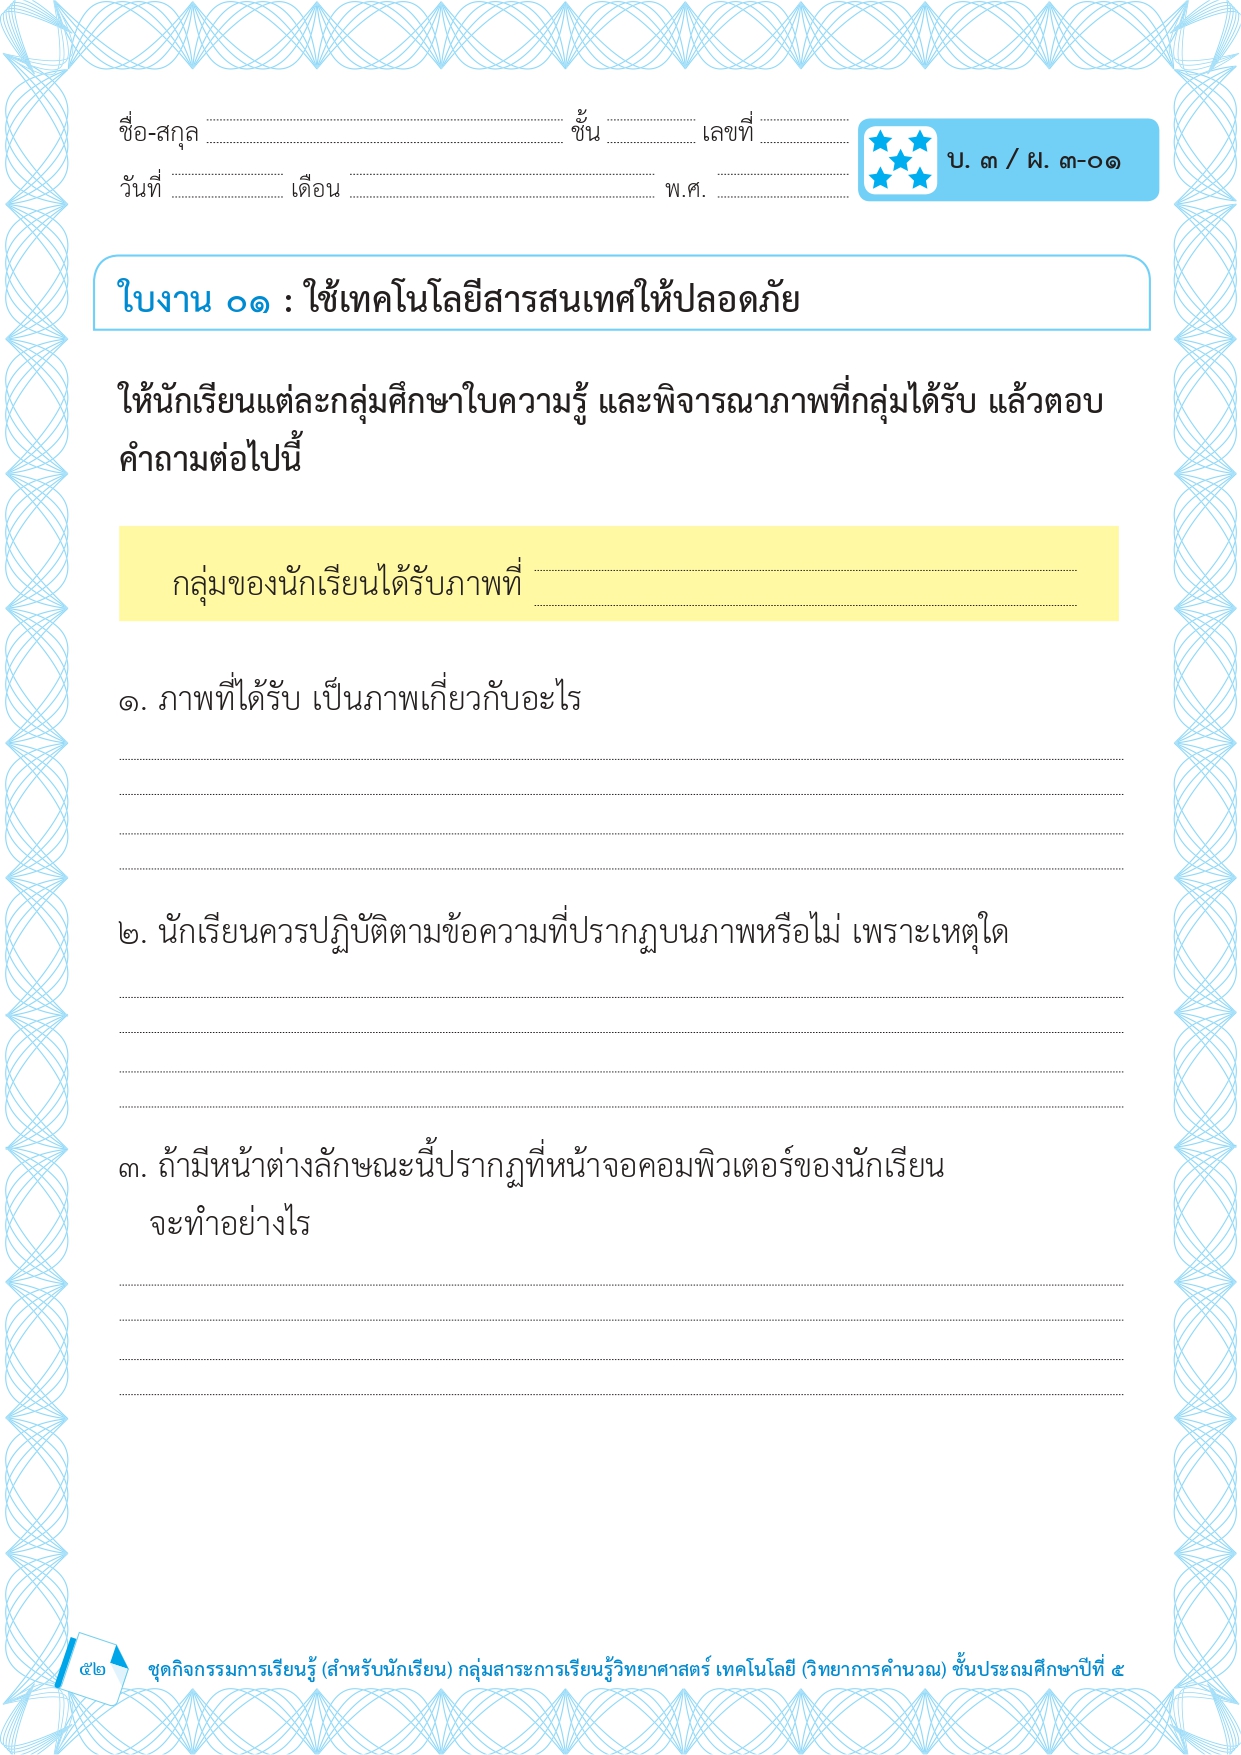 ชื่อ-สกุล ชั้น เลขที่
วันที่ เดือน พ.ศ.
บ. ๓ / ผ. ๓-๐๑
ใบงาน ๐๑ : ใช้เทคโนโลยีสารสนเทศให้ปลอดภัย
ให้นักเรียนแต่ละกลุ่มศึกษาใบความรู้ และพิจารณาภาพที่กลุ่มได้รับ แล้วตอบ
คำถามต่อไปนี้
กลุ่มของนักเรียนได้รับภาพที่
๑. ภาพที่ได้รับ เป็นภาพเกี่ยวกับอะไร
๒. นักเรียนควรปฏิบัติตามข้อความที่ปรากฏบนภาพหรือไม่ เพราะเหตุใด
๓. ถ้ามีหน้าต่างลักษณะนี้ปรากฏที่หน้าจอคอมพิวเตอร์ของนักเรียน
จะทำอย่างไร
๕๒ ชุดกิจกรรมการเรียนรู้ (สำหรับนักเรียน) กลุ่มสาระการเรียนรู้วิทยาศาสตร์ เทคโนโลยี (วิทยาการคำนวณ) ชั้นประถมศึกษาปีที่ ๕